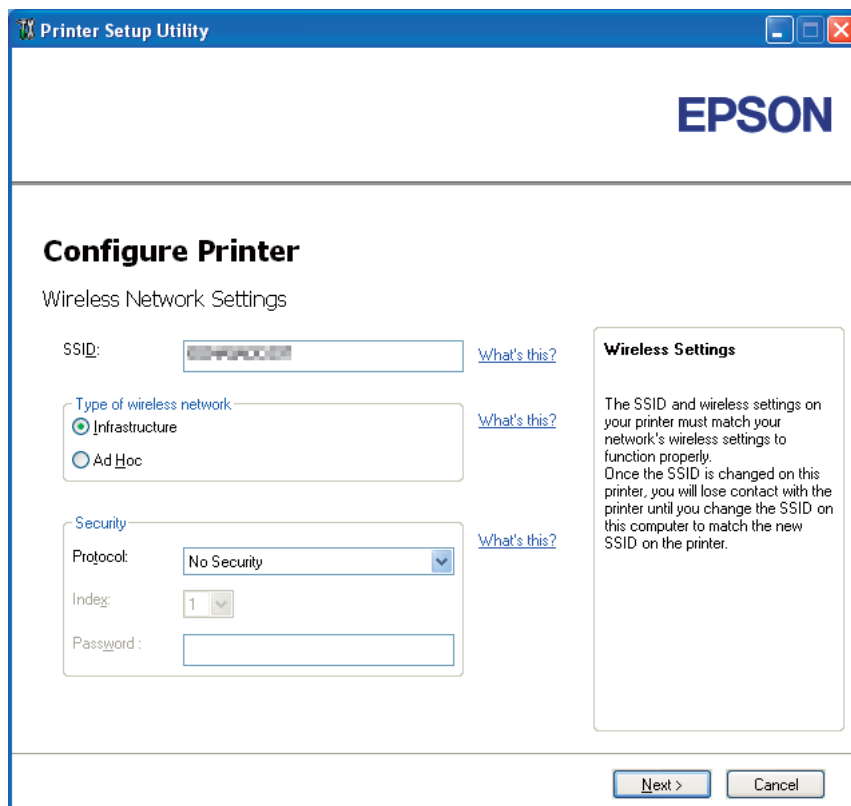 Printer Setup Utility
EPSON
Configure Printer
Wireless Network Settings
SSID:
What's this?
Type of wireless network
Infrastructure
Ad Hoc
What's this?
Security
Protocol:
No Security
What's this?
Index:
1
Password :
Wireless Settings
The SSID and wireless settings on
your printer must match your
network's wireless settings to
function properly.
Once the SSID is changed on this
printer, you will lose contact with the
printer until you change the SSID on
this computer to match the new
SSID on the printer.
Next >
Cancel